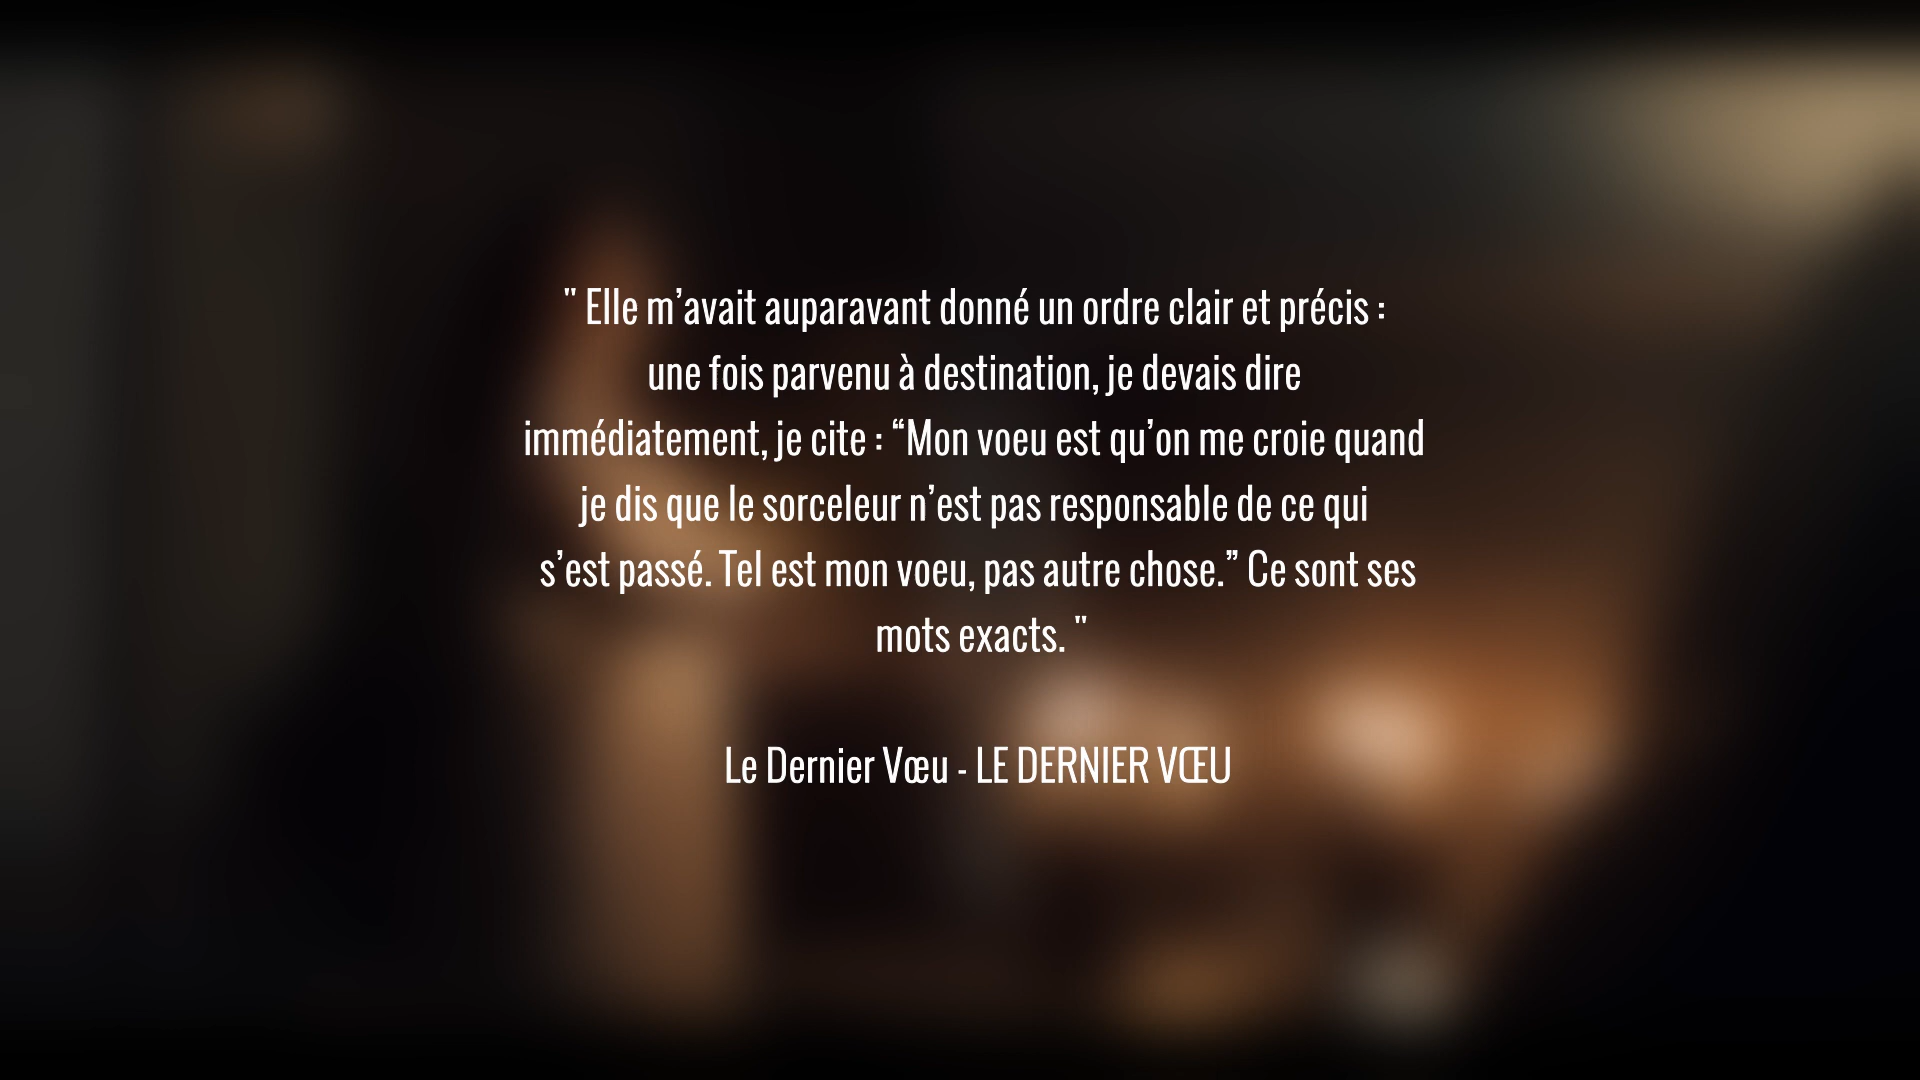 " Elle m’avait auparavant donné un ordre clair et précis :
une fois parvenu à destination, je devais dire
immédiatement, je cite : “Mon voeu est qu’on me croie quand
je dis que le sorceleur n’est pas responsable de ce qui
s’est passé. Tel est mon voeu, pas autre chose.” Ce sont ses
mots exacts. "
Le Dernier Vœu - LE DERNIER VŒU